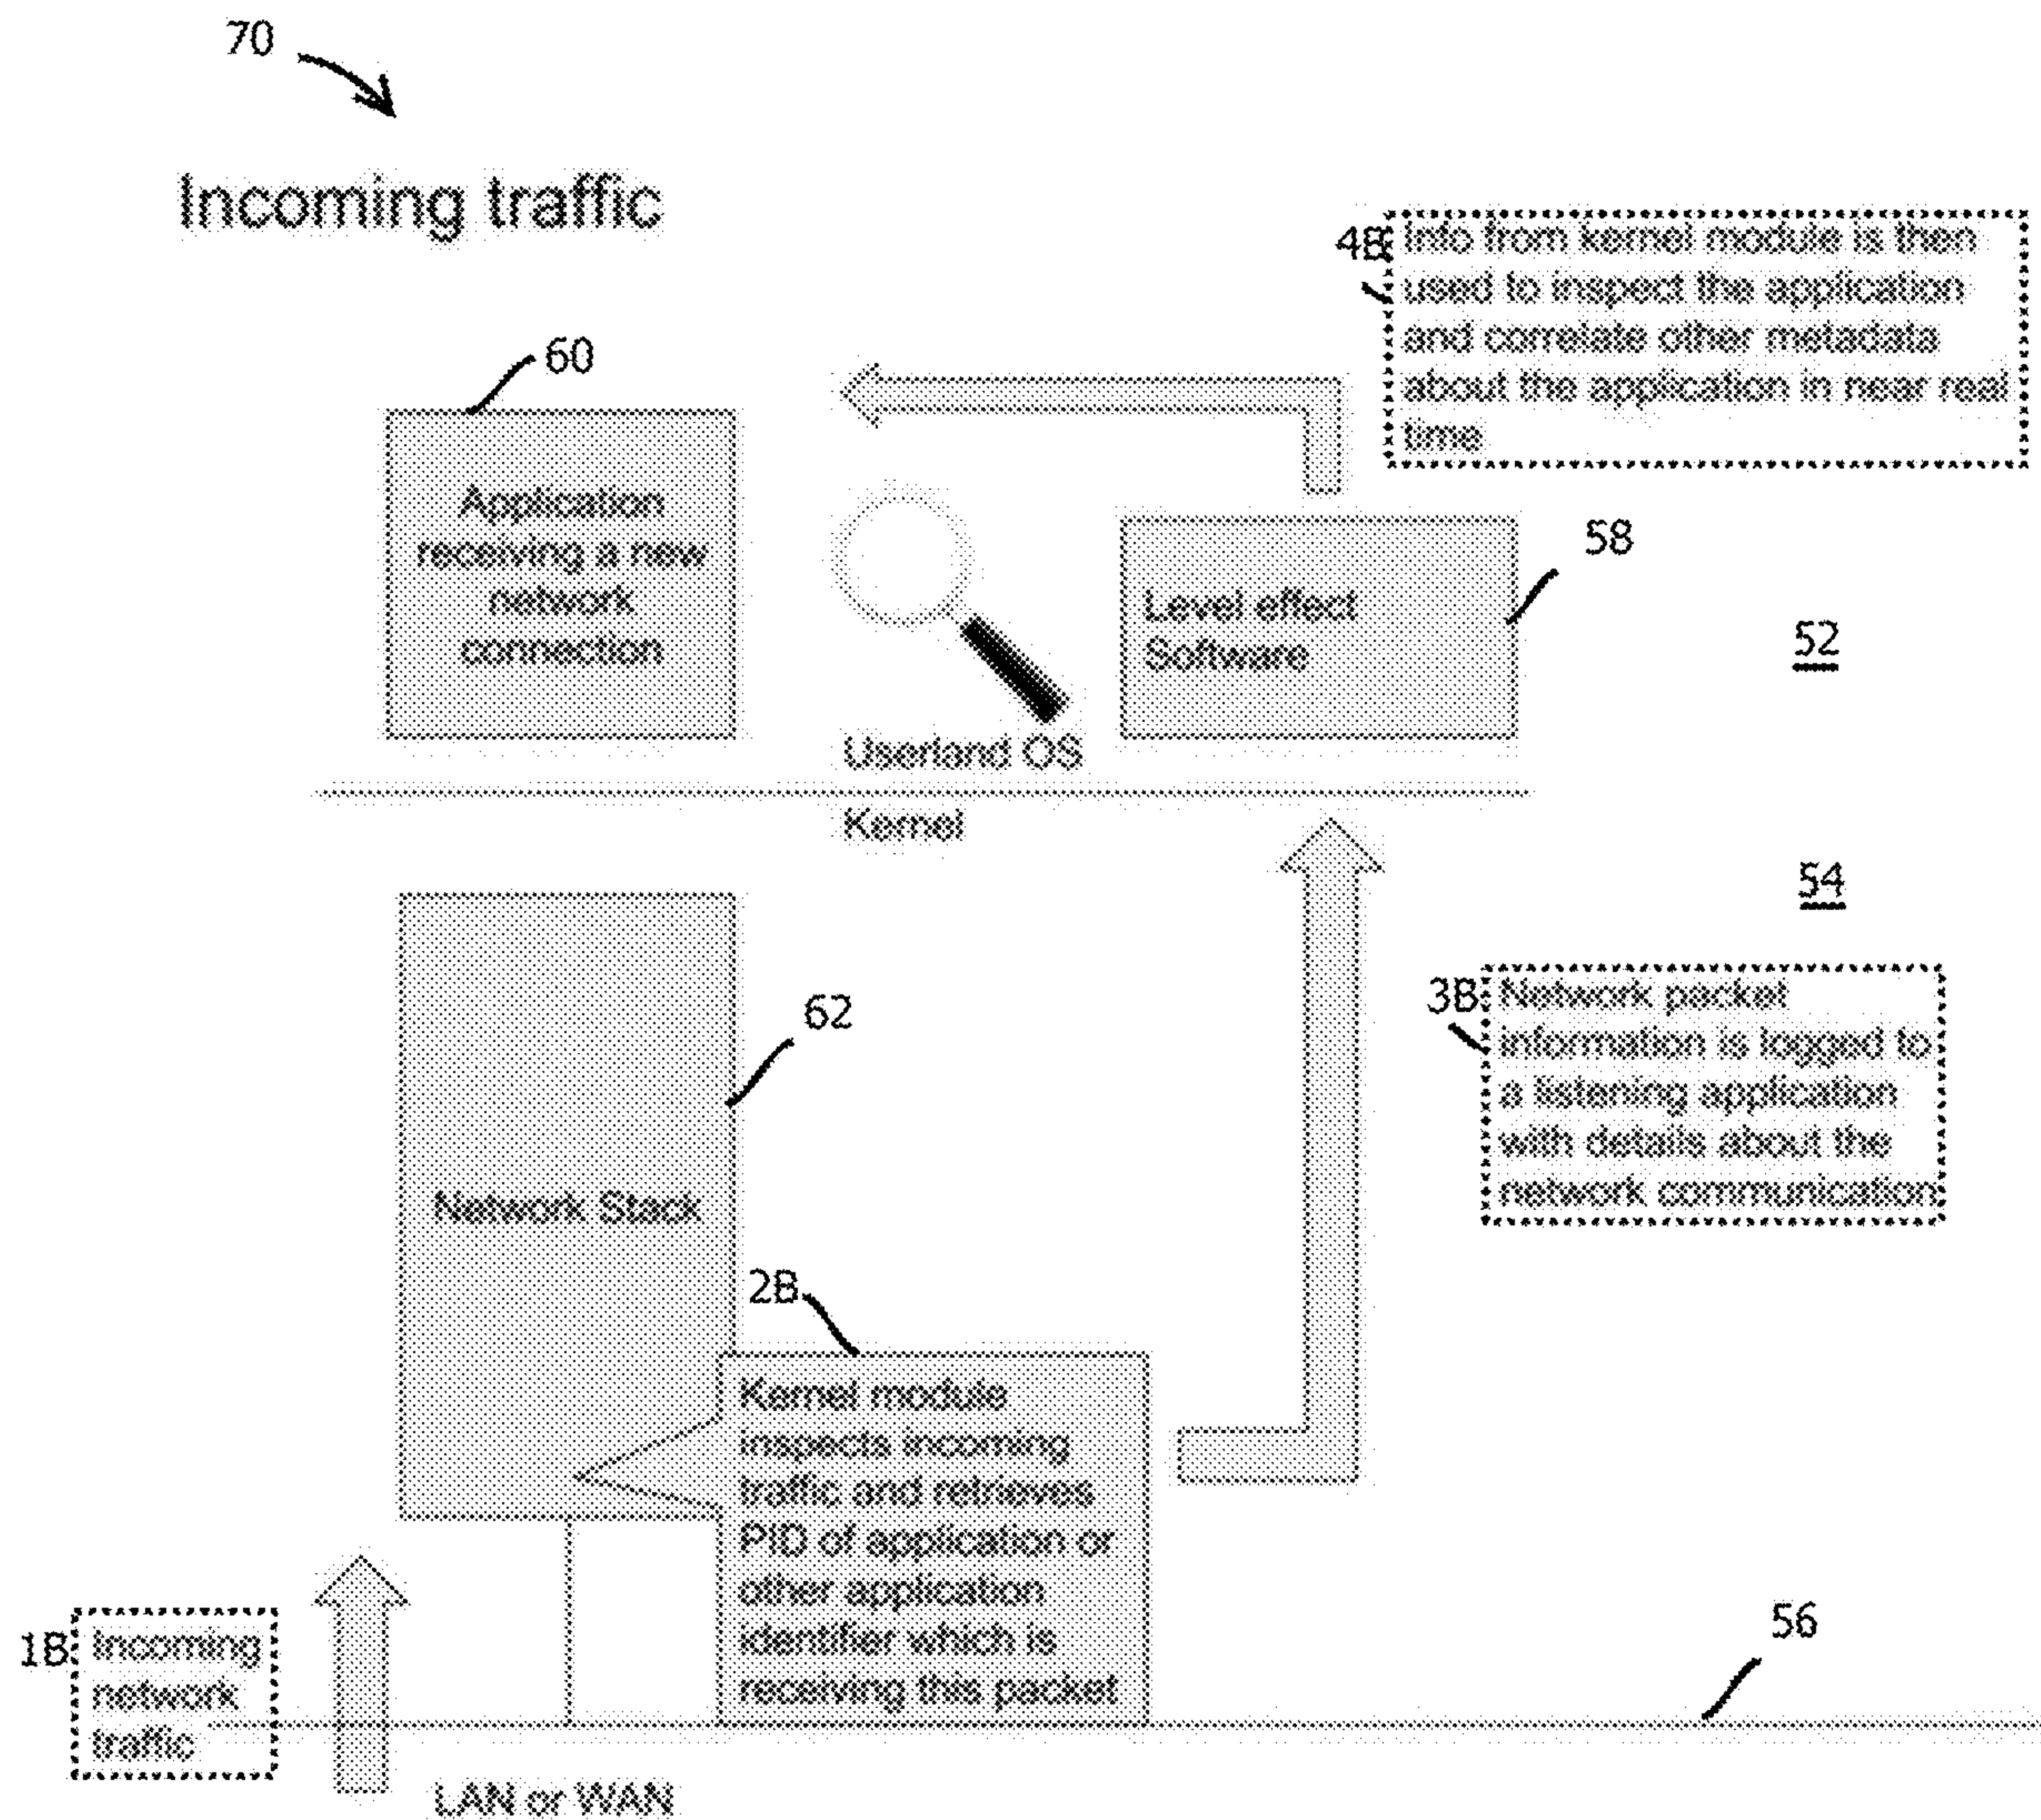 70
Incoming traffic
4B
Info from kernel module is then
used to inspect the application
and correlate other metadata
about the application in near real
time
60
Application
receiving a new
network
connection
58
Level effect
Software
52
Userland OS
Kernel
54
62
Network Stack
3B
Network packet
information is logged to
a listening application
with details about the
network communication
2B
Kernel module
inspects incoming
traffic and retrieves
PID of application or
other application
identifier which is
receiving this packet
1B
Incoming
network
traffic
56
LAN or WAN